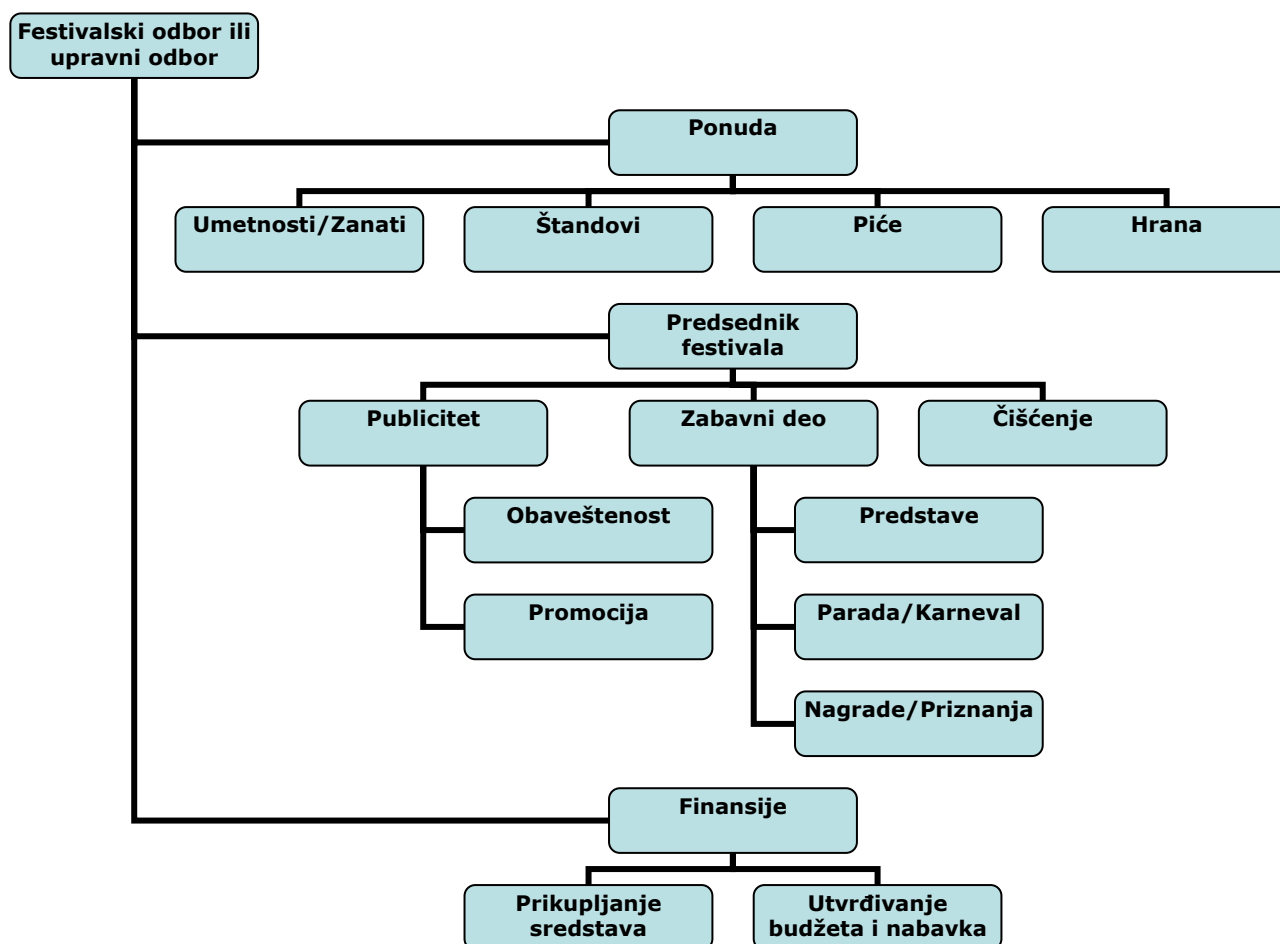 Festivalski odbor ili
upravni odbor
Ponuda
Umetnosti/Zanati
Štandovi
Piće
Hrana
Predsednik
festivala
Publicitet
Zabavni deo
Čišćenje
Obaveštenost
Predstave
Promocija
Parada/Karneval
Nagrade/Priznanja
Finansije
Prikupljanje
sredstava
Utvrđivanje
budžeta i nabavka